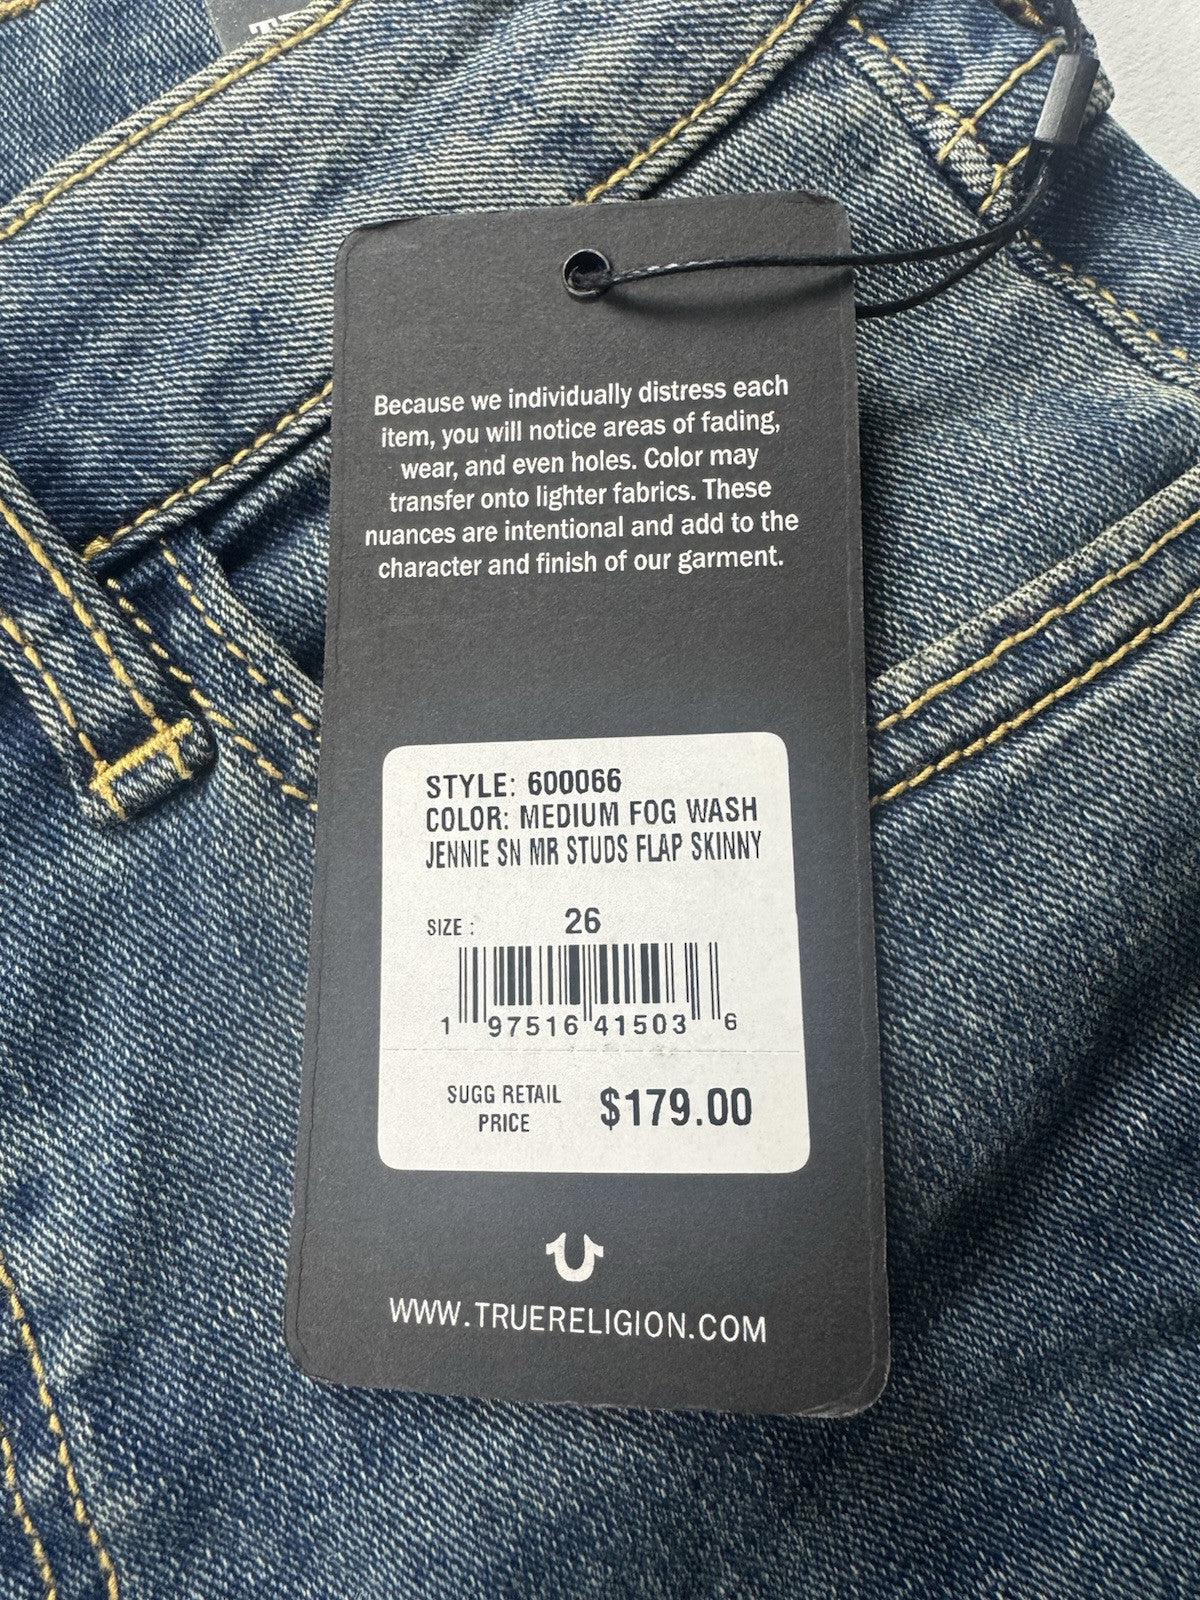 Because we individually distress each
item, you will notice areas of fading,
wear, and even holes. Color may
transfer onto lighter fabrics. These
nuances are intentional and add to the
character and finish of our garment.
STYLE: 600066
COLOR: MEDIUM FOG WASH
JENNIE SN MR STUDS FLAP SKINNY
SIZE : 26
1 97516 41503 6
SUGG RETAIL
PRICE $179.00
WWW.TRUERELIGION.COM